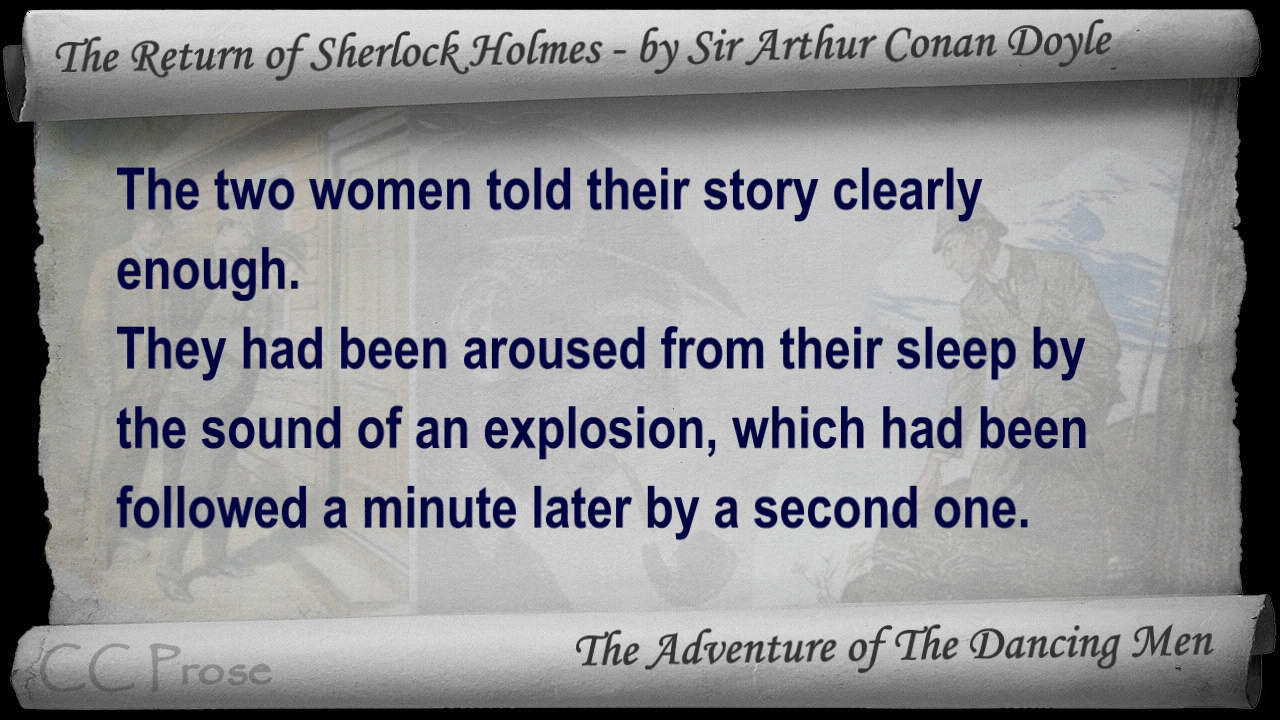 The Return of Sherlock Holmes - by Sir Arthur Conan Doyle
The two women told their story clearly
enough.
They had been aroused from their sleep by
the sound of an explosion, which had been
followed a minute later by a second one.
The Adventure of The Dancing Men
CC Prose